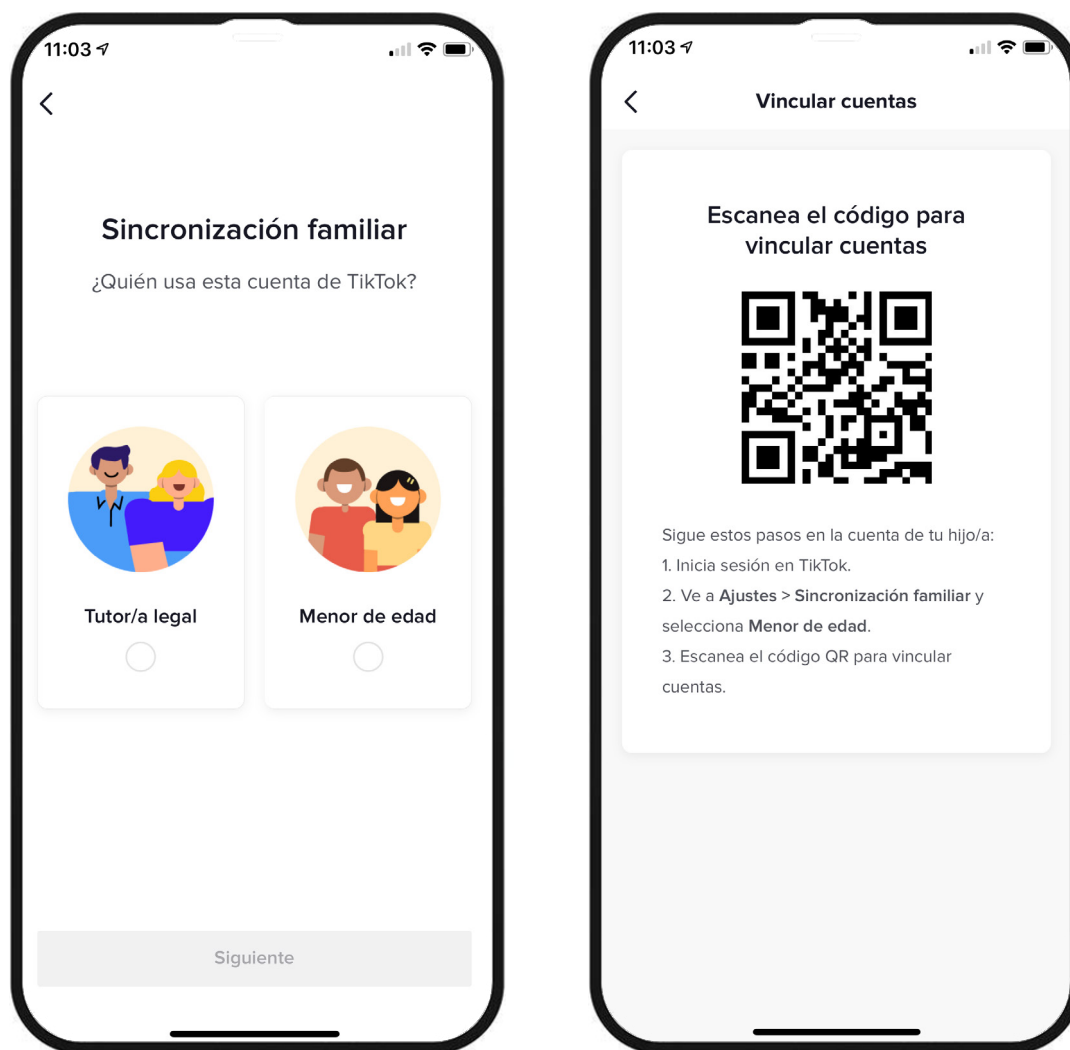 11:03
Sincronización familiar
¿Quién usa esta cuenta de TikTok?
Tutor/a legal
Menor de edad
Siguiente
11:03
Vincular cuentas
Escanea el código para
vincular cuentas
Sigue estos pasos en la cuenta de tu hijo/a:
1. Inicia sesión en TikTok.
2. Ve a Ajustes > Sincronización familiar y
selecciona Menor de edad.
3. Escanea el código QR para vincular
cuentas.